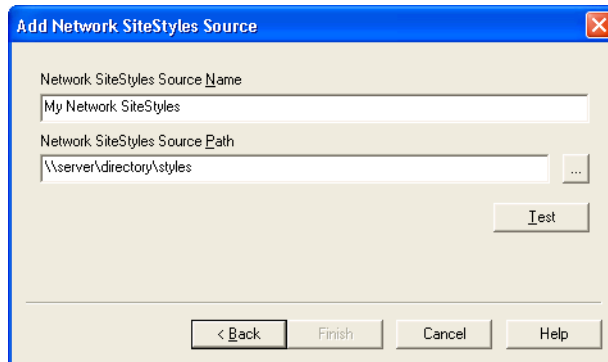 Add Network SiteStyles Source
Network SiteStyles Source Name
My Network SiteStyles
Network SiteStyles Source Path
\\server\directory\styles
...
Test
< Back
Finish
Cancel
Help